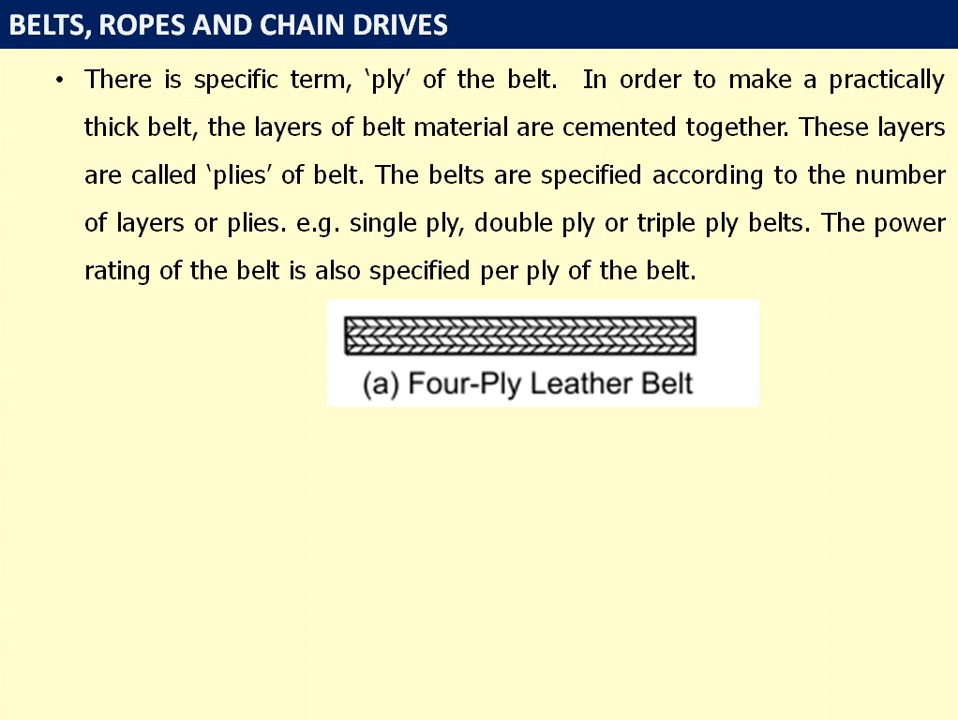 BELTS, ROPES AND CHAIN DRIVES
• There is specific term, ‘ply’ of the belt. In order to make a practically
thick belt, the layers of belt material are cemented together. These layers
are called ‘plies’ of belt. The belts are specified according to the number
of layers or plies. e.g. single ply, double ply or triple ply belts. The power
rating of the belt is also specified per ply of the belt.
(a) Four-Ply Leather Belt